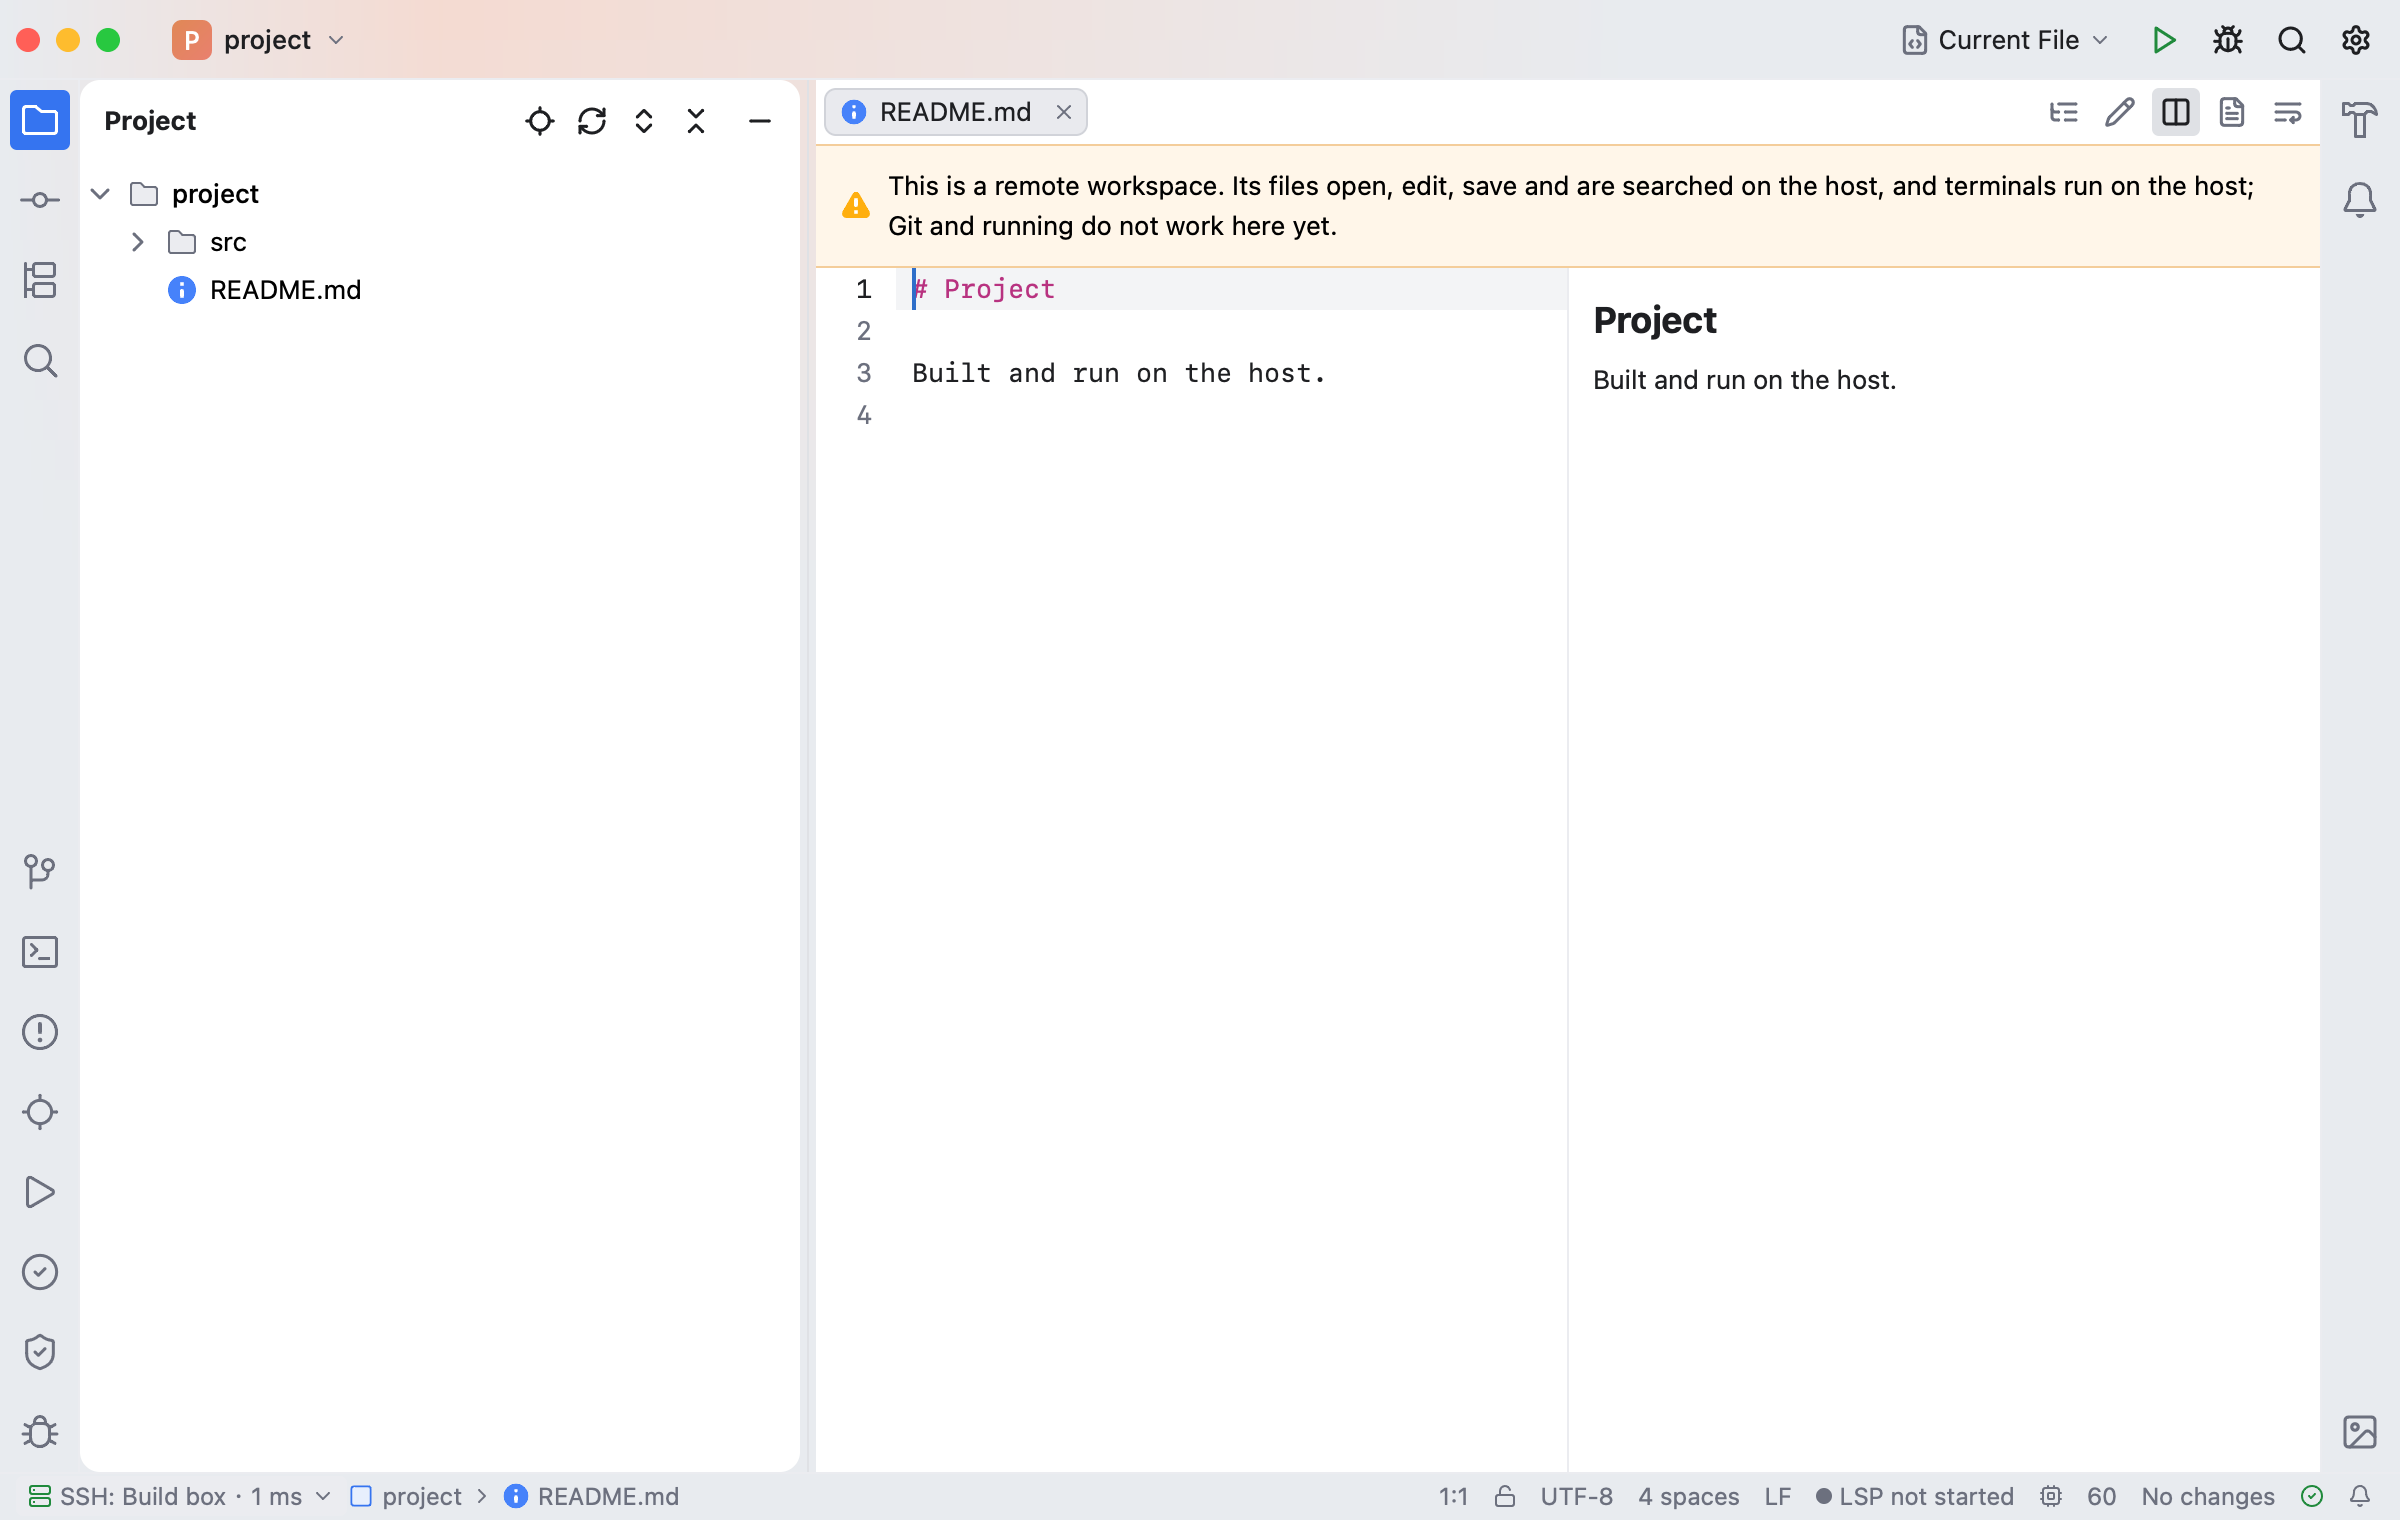 P project
Current File
Project
README.md
This is a remote workspace. Its files open, edit, save and are searched on the host, and terminals run on the host;
Git and running do not work here yet.
project
src
README.md
1 # Project
2
3 Built and run on the host.
4
Project
Built and run on the host.
SSH: Build box · 1 ms
project
README.md
1:1
UTF-8
4 spaces
LF
LSP not started
60
No changes